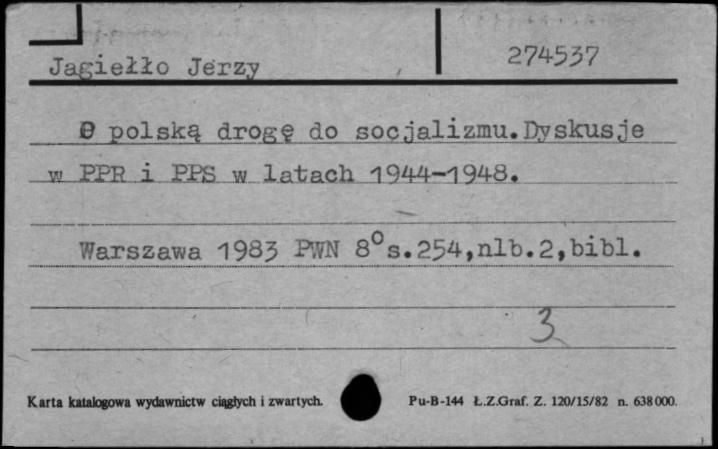 Jagiełło Jerzy
274537
O polską drogę do socjalizmu.Dyskusje
w PPR i PPS w latach 1944-1948.
Warszawa 1983 PWN 8°s.254,nlb.2,bibl.
3
Karta katalogowa wydawnictw ciągłych i zwartych.
Pu-B-144 Ł.Z.Graf. Z. 120/15/82 n. 638 000.